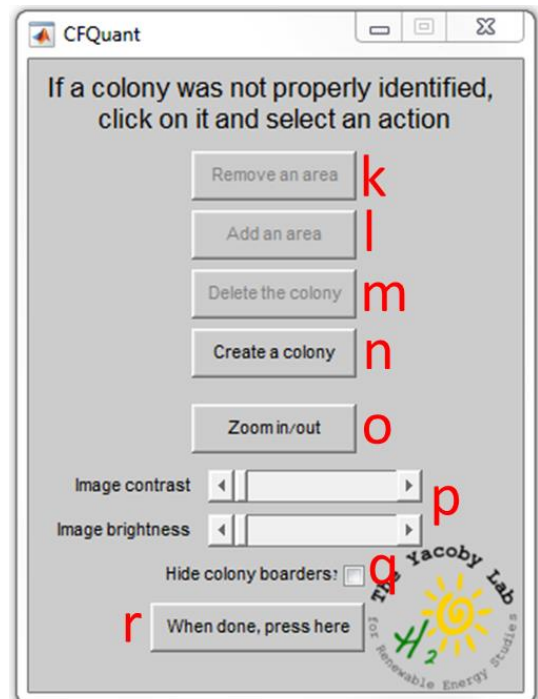 CFQuant
If a colony was not properly identified,
click on it and select an action
Remove an area k
Add an area l
Delete the colony m
Create a colony n
Zoom in/out o
Image contrast
p
Image brightness
Hide colony boarders? q
r When done, press here
The Yacoby Lab
H2
for Renewable Energy Studies